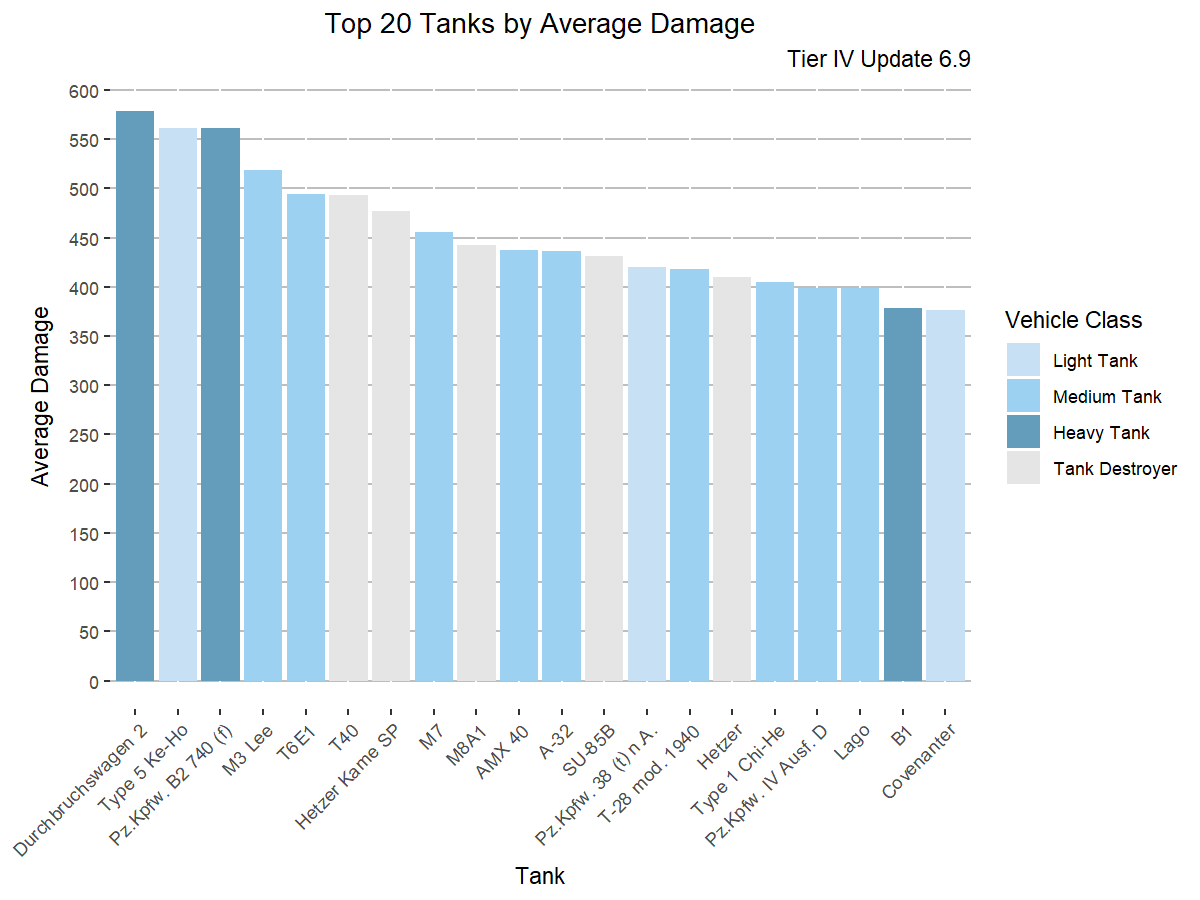 Top 20 Tanks by Average Damage
Tier IV Update 6.9
600
550
500
450
400
350
300
250
200
150
100
50
0
Average Damage
Durchbruchswagen 2
Type 5 Ke-Ho
Pz.Kpfw. B2 740 (f)
M3 Lee
T6E1
T40
Hetzer Kame SP
M7
M8A1
AMX 40
A-32
SU-85B
Pz.Kpfw. 38 (t) n.A.
T-28 mod. 1940
Hetzer
Type 1 Chi-He
Pz.Kpfw. IV Ausf. D
Lago
B1
Covenanter
Tank
Vehicle Class
Light Tank
Medium Tank
Heavy Tank
Tank Destroyer